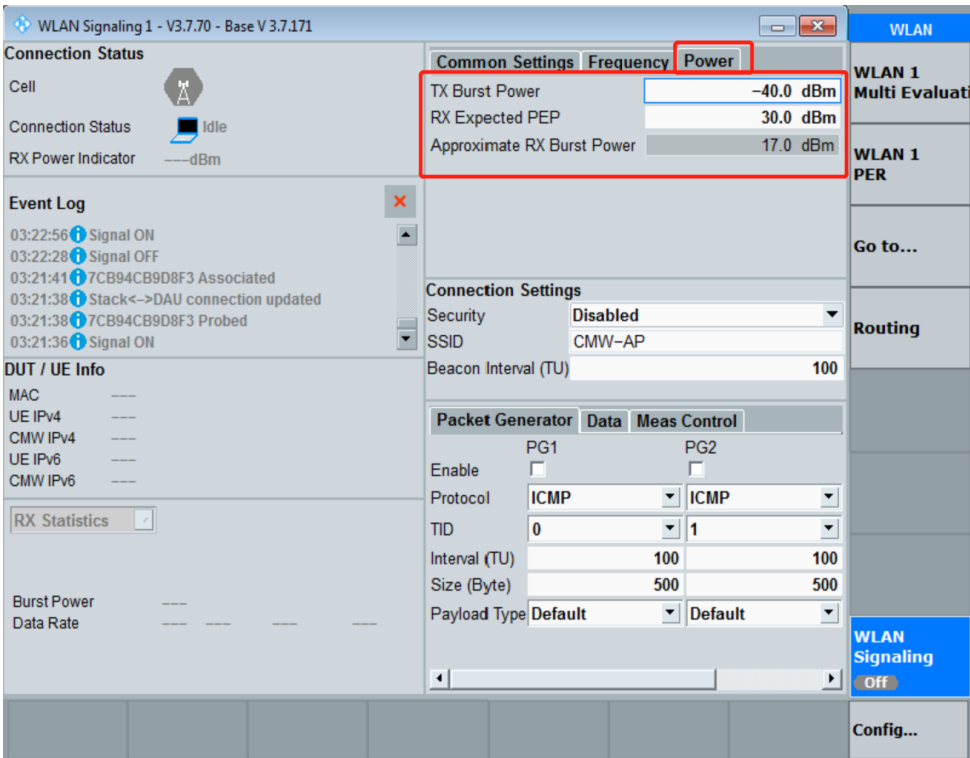 WLAN Signaling 1 - V3.7.70 - Base V 3.7.171
WLAN
Connection Status
Cell
Connection Status Idle
RX Power Indicator ---dBm
Common Settings Frequency Power
TX Burst Power -40.0 dBm
RX Expected PEP 30.0 dBm
Approximate RX Burst Power 17.0 dBm
Event Log
03:22:56 Signal ON
03:22:28 Signal OFF
03:21:41 7CB94CB9D8F3 Associated
03:21:38 Stack<-->DAU connection updated
03:21:38 7CB94CB9D8F3 Probed
03:21:36 Signal ON
Connection Settings
Security Disabled
SSID CMW-AP
Beacon Interval (TU) 100
DUT / UE Info
MAC ---
UE IPv4 ---
CMW IPv4 ---
UE IPv6 ---
CMW IPv6 ---
Packet Generator Data Meas Control
PG1 PG2
Enable
Protocol ICMP ICMP
TID 0 1
Interval (TU) 100 100
Size (Byte) 500 500
Payload Type Default Default
RX Statistics
Burst Power ---
Data Rate --- --- --- ---
WLAN 1
Multi Evaluati
WLAN 1
PER
Go to...
Routing
WLAN
Signaling
Off
Config...